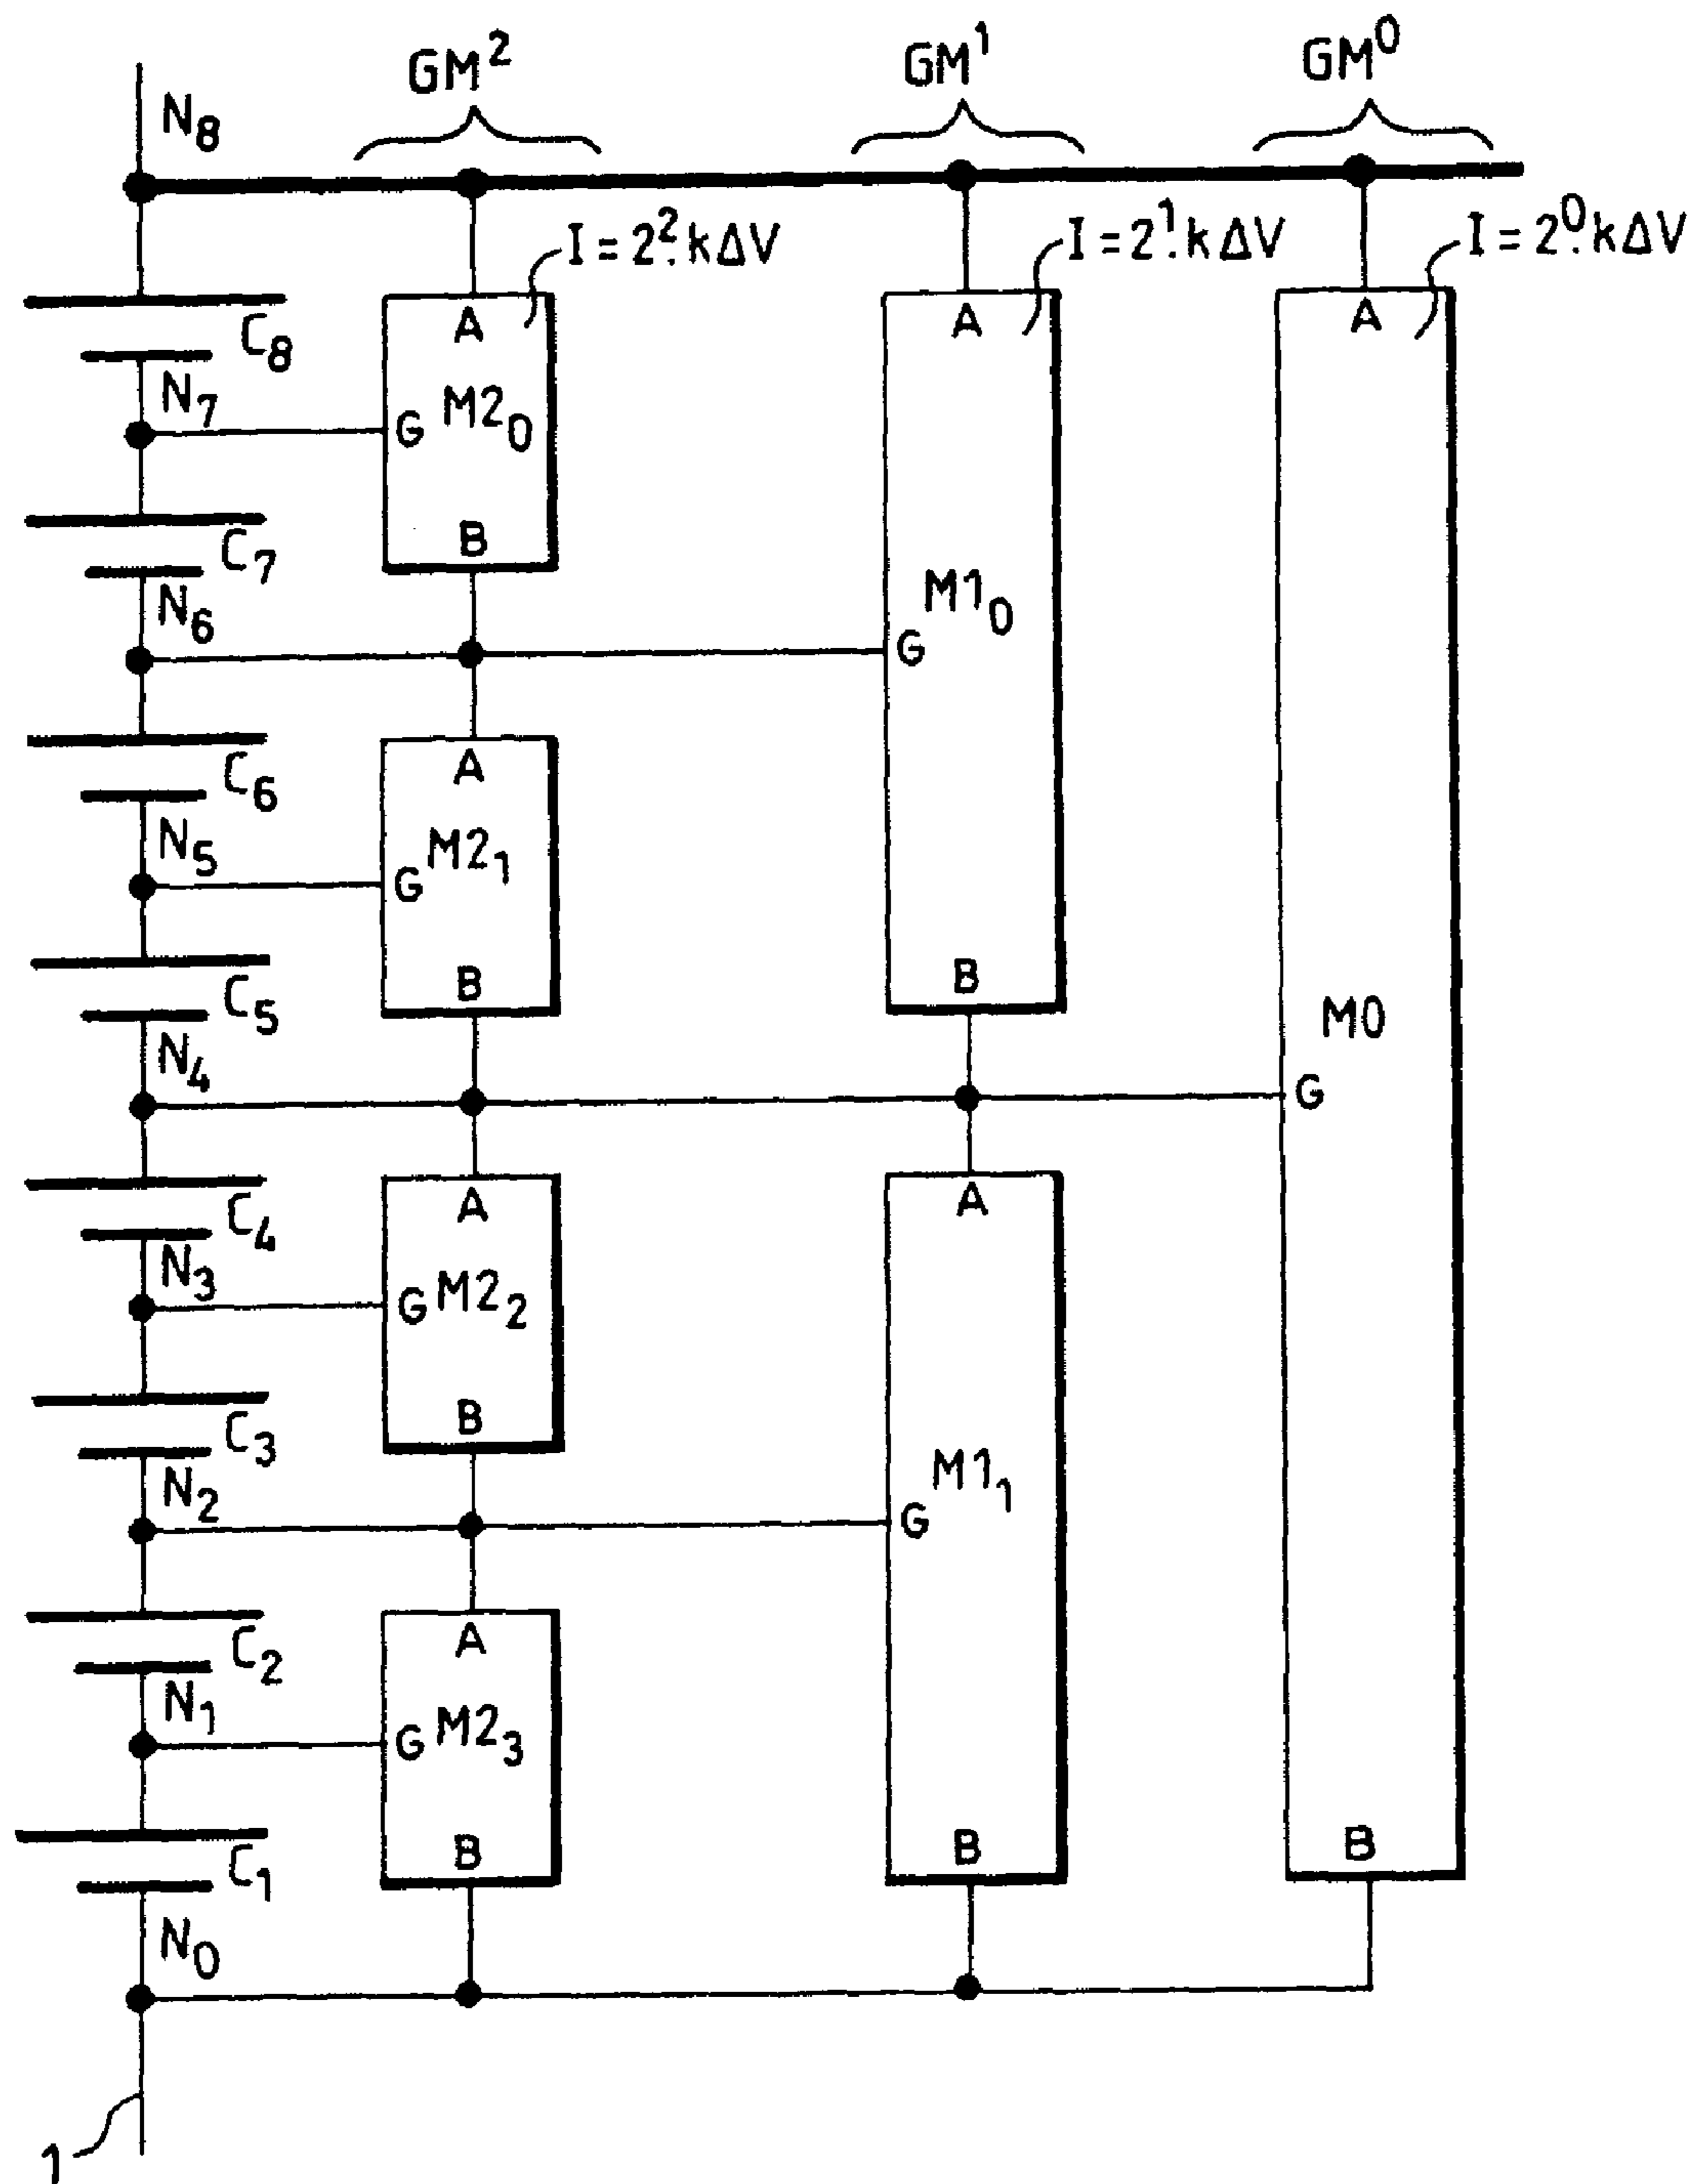 GM² GM¹ GM⁰
N₈
I = 2².kΔV I = 2¹.kΔV I = 2⁰.kΔV
A A A
C₈
N₇
G M2₀
B
C₇
N₆
M1₀
G
A
C₆
N₅
G M2₁
B B
C₅
M0
N₄
G
A A
C₄
N₃
G M2₂
B
C₃
N₂
M1₁
G
A
C₂
N₁
G M2₃
B B B
C₁
N₀
1